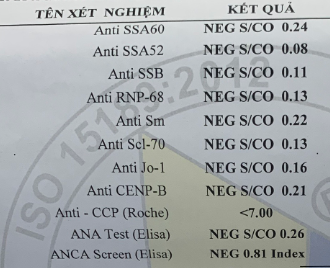 TÊN XÉT NGHIỆM KẾT QUẢ
Anti SSA60 NEG S/CO 0.24
Anti SSA52 NEG S/CO 0.08
Anti SSB NEG S/CO 0.11
Anti RNP-68 NEG S/CO 0.13
Anti Sm NEG S/CO 0.22
Anti Scl-70 NEG S/CO 0.13
Anti Jo-1 NEG S/CO 0.16
Anti CENP-B NEG S/CO 0.21
Anti - CCP (Roche) <7.00
ANA Test (Elisa) NEG S/CO 0.26
ANCA Screen (Elisa) NEG 0.81 Index
ISO 15189:2012